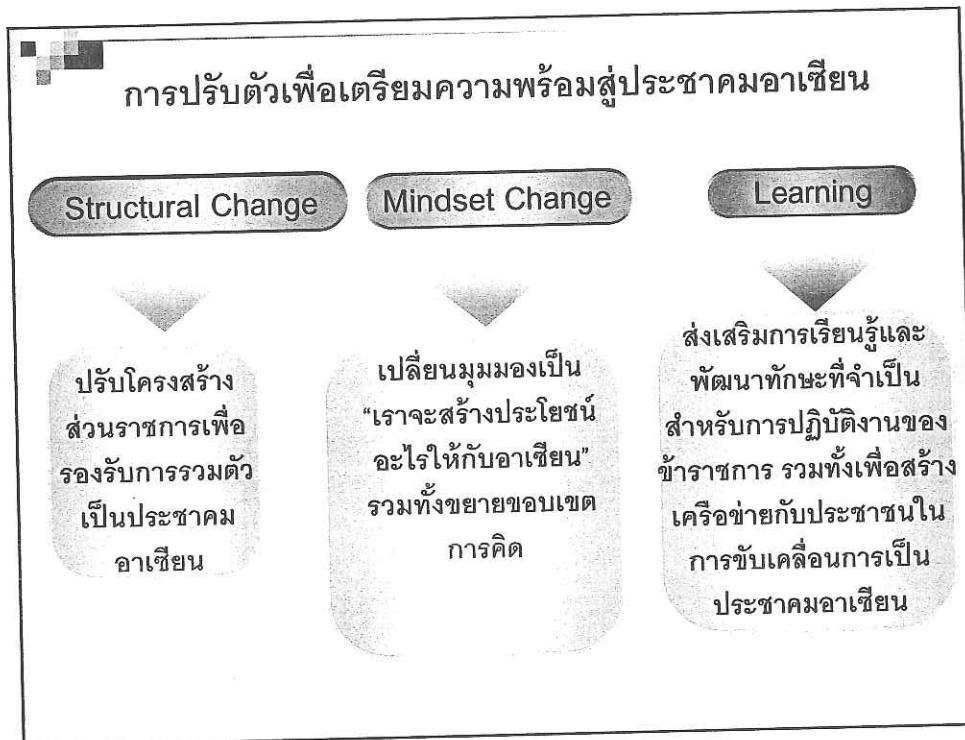 การปรับตัวเพื่อเตรียมความพร้อมสู่ประชาคมอาเซียน
Structural Change
ปรับโครงสร้าง
ส่วนราชการเพื่อ
รองรับการรวมตัว
เป็นประชาคม
อาเซียน
Mindset Change
เปลี่ยนมุมมองเป็น
“เราจะสร้างประโยชน์
อะไรให้กับอาเซียน”
รวมทั้งขยายขอบเขต
การคิด
Learning
ส่งเสริมการเรียนรู้และ
พัฒนาทักษะที่จำเป็น
สำหรับการปฏิบัติงานของ
ข้าราชการ รวมทั้งเพื่อสร้าง
เครือข่ายกับประชาชนใน
การขับเคลื่อนการเป็น
ประชาคมอาเซียน